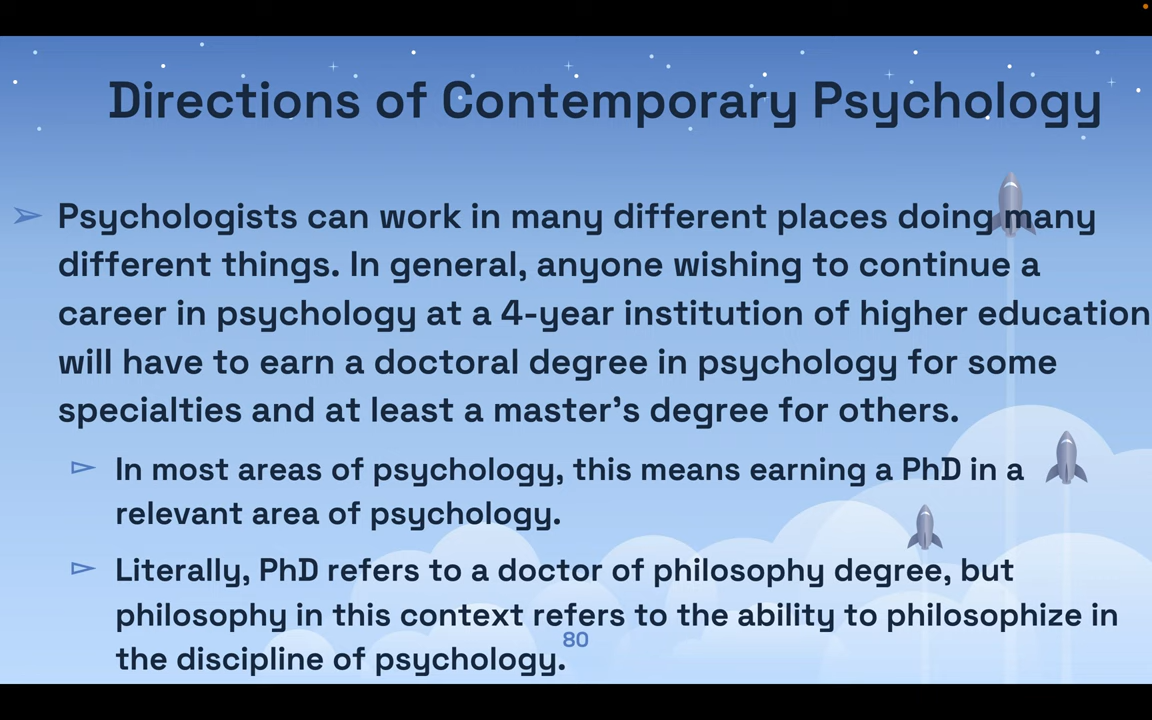 Directions of Contemporary Psychology
➢ Psychologists can work in many different places doing many
different things. In general, anyone wishing to continue a
career in psychology at a 4-year institution of higher education
will have to earn a doctoral degree in psychology for some
specialties and at least a master’s degree for others.
▻ In most areas of psychology, this means earning a PhD in a
relevant area of psychology.
▻ Literally, PhD refers to a doctor of philosophy degree, but
philosophy in this context refers to the ability to philosophize in
the discipline of psychology.
80